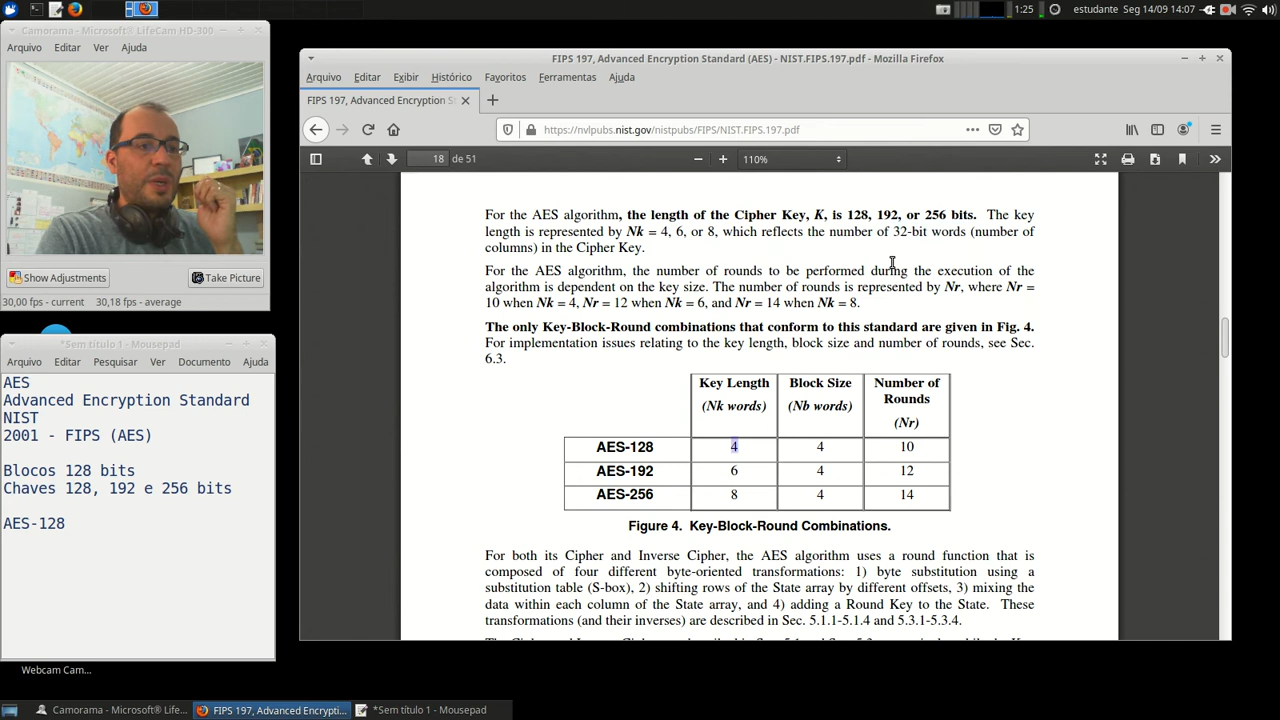 1:25 estudante Seg 14/09 14:07
Camorama - Microsoft® LifeCam HD-300
Arquivo Editar Ver Ajuda
Show Adjustments Take Picture
30,00 fps - current 30,18 fps - average
*Sem título 1 - Mousepad
Arquivo Editar Pesquisar Ver Documento Ajuda
AES
Advanced Encryption Standard
NIST
2001 - FIPS (AES)
Blocos 128 bits
Chaves 128, 192 e 256 bits
AES-128
Webcam Cam...
FIPS 197, Advanced Encryption Standard (AES) - NIST.FIPS.197.pdf - Mozilla Firefox
Arquivo Editar Exibir Histórico Favoritos Ferramentas Ajuda
FIPS 197, Advanced Encryption S
https://nvlpubs.nist.gov/nistpubs/FIPS/NIST.FIPS.197.pdf
18 de 51 110%
For the AES algorithm, the length of the Cipher Key, K, is 128, 192, or 256 bits. The key
length is represented by Nk = 4, 6, or 8, which reflects the number of 32-bit words (number of
columns) in the Cipher Key.
For the AES algorithm, the number of rounds to be performed during the execution of the
algorithm is dependent on the key size. The number of rounds is represented by Nr, where Nr =
10 when Nk = 4, Nr = 12 when Nk = 6, and Nr = 14 when Nk = 8.
The only Key-Block-Round combinations that conform to this standard are given in Fig. 4.
For implementation issues relating to the key length, block size and number of rounds, see Sec.
6.3.
Key Length Block Size Number of
Rounds
(Nk words) (Nb words)
(Nr)
AES-128 4 4 10
AES-192 6 4 12
AES-256 8 4 14
Figure 4. Key-Block-Round Combinations.
For both its Cipher and Inverse Cipher, the AES algorithm uses a round function that is
composed of four different byte-oriented transformations: 1) byte substitution using a
substitution table (S-box), 2) shifting rows of the State array by different offsets, 3) mixing the
data within each column of the State array, and 4) adding a Round Key to the State. These
transformations (and their inverses) are described in Sec. 5.1.1-5.1.4 and 5.3.1-5.3.4.
Camorama - Microsoft® Life... FIPS 197, Advanced Encrypti... *Sem título 1 - Mousepad